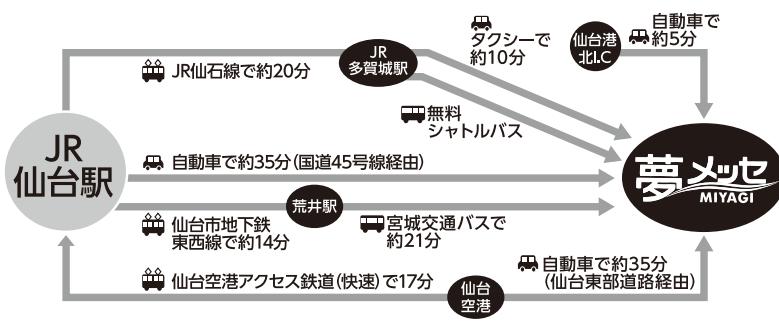 JR
仙台駅
JR仙石線で約20分
JR
多賀城駅
タクシーで
約10分
無料
シャトルバス
仙台港
北I.C
自動車で
約5分
自動車で約35分(国道45号線経由)
仙台市地下鉄
東西線で約14分
荒井駅
宮城交通バスで
約21分
仙台空港アクセス鉄道(快速)で17分
仙台
空港
自動車で約35分
(仙台東部道路経由)
夢メッセ
MIYAGI